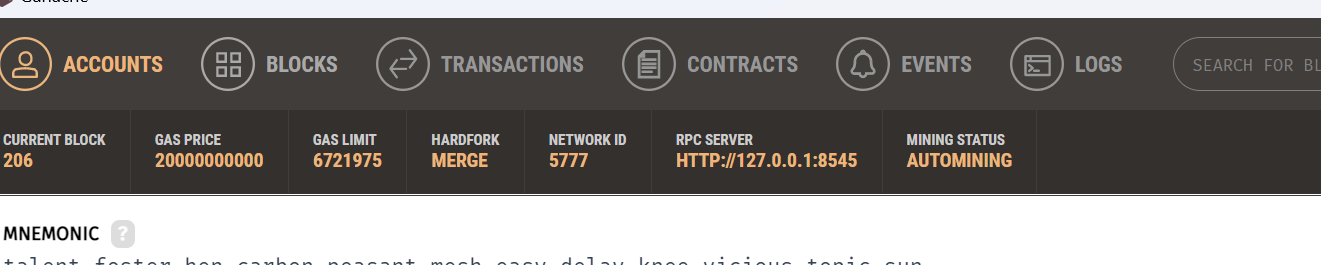 Ganache
ACCOUNTS BLOCKS TRANSACTIONS CONTRACTS EVENTS LOGS SEARCH FOR BL
CURRENT BLOCK GAS PRICE GAS LIMIT HARDFORK NETWORK ID RPC SERVER MINING STATUS
206 20000000000 6721975 MERGE 5777 HTTP://127.0.0.1:8545 AUTOMINING
MNEMONIC ?
talent foster hen carbon peasant mesh easy delay knee vicious topic sun